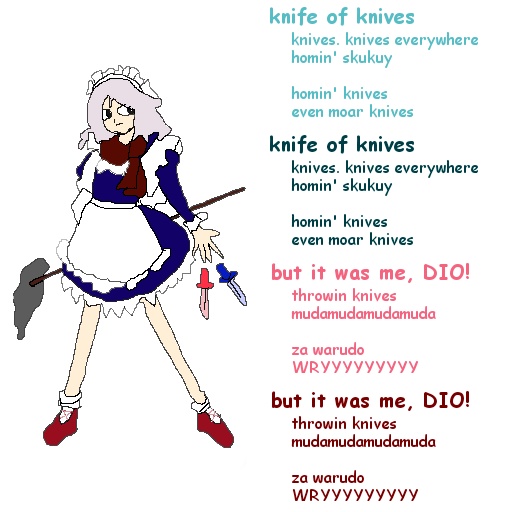 knife of knives
knives. knives everywhere
homin' skukuy
homin' knives
even moar knives
knife of knives
knives. knives everywhere
homin' skukuy
homin' knives
even moar knives
but it was me, DIO!
throwin knives
mudamudamudamuda
za warudo
WRYYYYYYYYY
but it was me, DIO!
throwin knives
mudamudamudamuda
za warudo
WRYYYYYYYYY